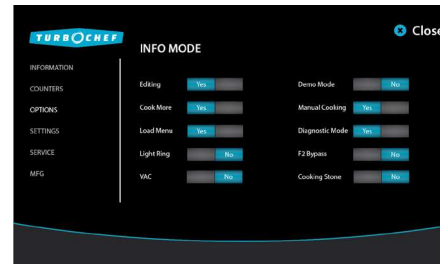 TURBOCHEF
Close
INFO MODE
INFORMATION
COUNTERS
OPTIONS
SETTINGS
SERVICE
MFG
Editing Yes
Cook More Yes
Load Menu Yes
Light Ring No
VAC No
Demo Mode No
Manual Cooking Yes
Diagnostic Mode Yes
F2 Bypass No
Cooking Stone No